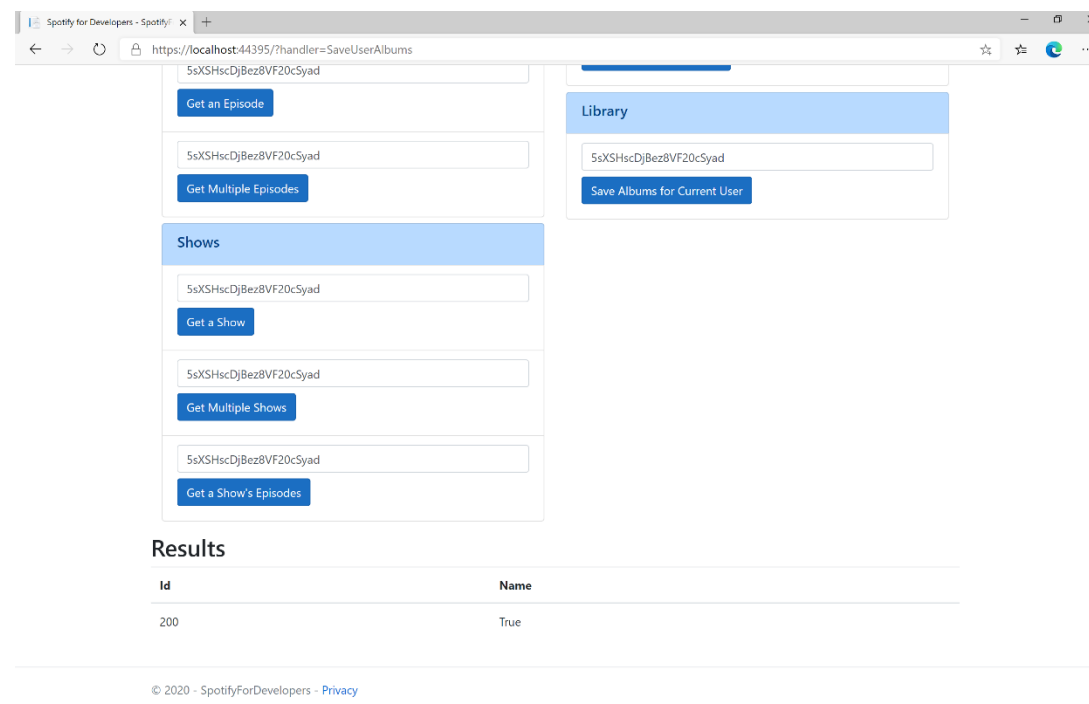 Spotify for Developers - Spotify
https://localhost:44395/?handler=SaveUserAlbums
5sXSHscDjBez8VF20cSyad
Get an Episode
5sXSHscDjBez8VF20cSyad
Get Multiple Episodes
Shows
5sXSHscDjBez8VF20cSyad
Get a Show
5sXSHscDjBez8VF20cSyad
Get Multiple Shows
5sXSHscDjBez8VF20cSyad
Get a Show's Episodes
Library
5sXSHscDjBez8VF20cSyad
Save Albums for Current User
Results
Id Name
200 True
© 2020 - SpotifyForDevelopers - Privacy